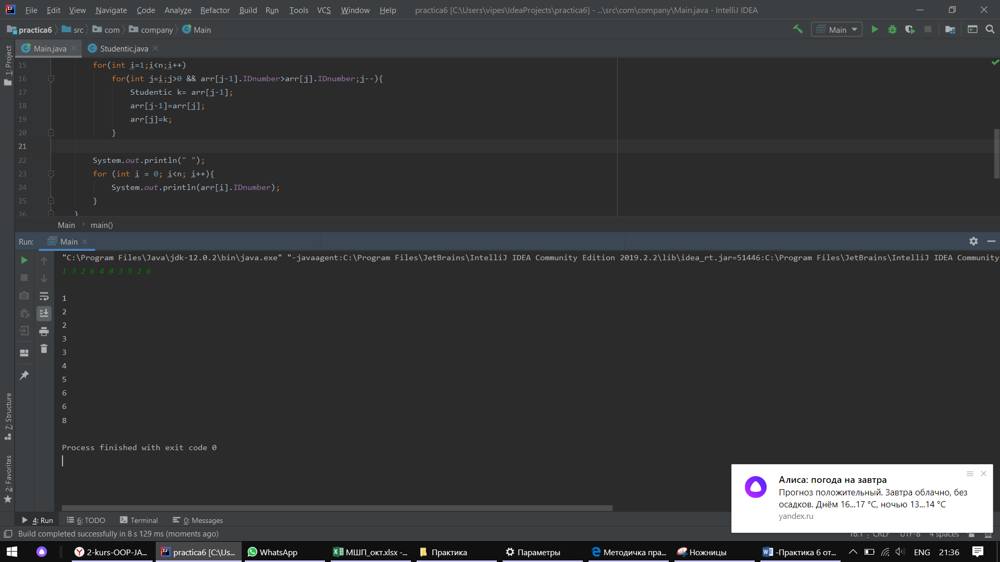 File Edit View Navigate Code Analyze Refactor Build Run Tools VCS Window Help practica6 [C:\Users\vipes\IdeaProjects\practica6] - ...\src\com\company\Main.java - IntelliJ IDEA
practica6 src com company Main Main
1: Project
Main.java Studentic.java
15 for(int i=1;i<n;i++)
16 for(int j=i;j>0 && arr[j-1].IDnumber>arr[j].IDnumber;j--){
17 Studentic k= arr[j-1];
18 arr[j-1]=arr[j];
19 arr[j]=k;
20 }
21
22 System.out.println(" ");
23 for (int i = 0; i<n; i++){
24 System.out.println(arr[i].IDnumber);
25 }
26 }
Main main()
Run: Main
"C:\Program Files\Java\jdk-12.0.2\bin\java.exe" "-javaagent:C:\Program Files\JetBrains\IntelliJ IDEA Community Edition 2019.2.2\lib\idea_rt.jar=51446:C:\Program Files\JetBrains\IntelliJ IDEA Community
1 3 2 6 4 8 3 5 2 6
1
2
2
3
3
4
5
6
6
8
Process finished with exit code 0
7: Structure
2: Favorites
Алиса: погода на завтра
Прогноз положительный. Завтра облачно, без
осадков. Днём 16...17 °C, ночью 13...14 °C
yandex.ru
4: Run 6: TODO Terminal 0: Messages
Build completed successfully in 8 s 129 ms (moments ago) 16:1 CRLF UTF-8 4 spaces
2-kurs-OOP-JA... practica6 [C:\Us... WhatsApp МШП_окт.xlsx -... Практика Параметры Методичка пра... Ножницы -Практика 6 от... ENG 21:36